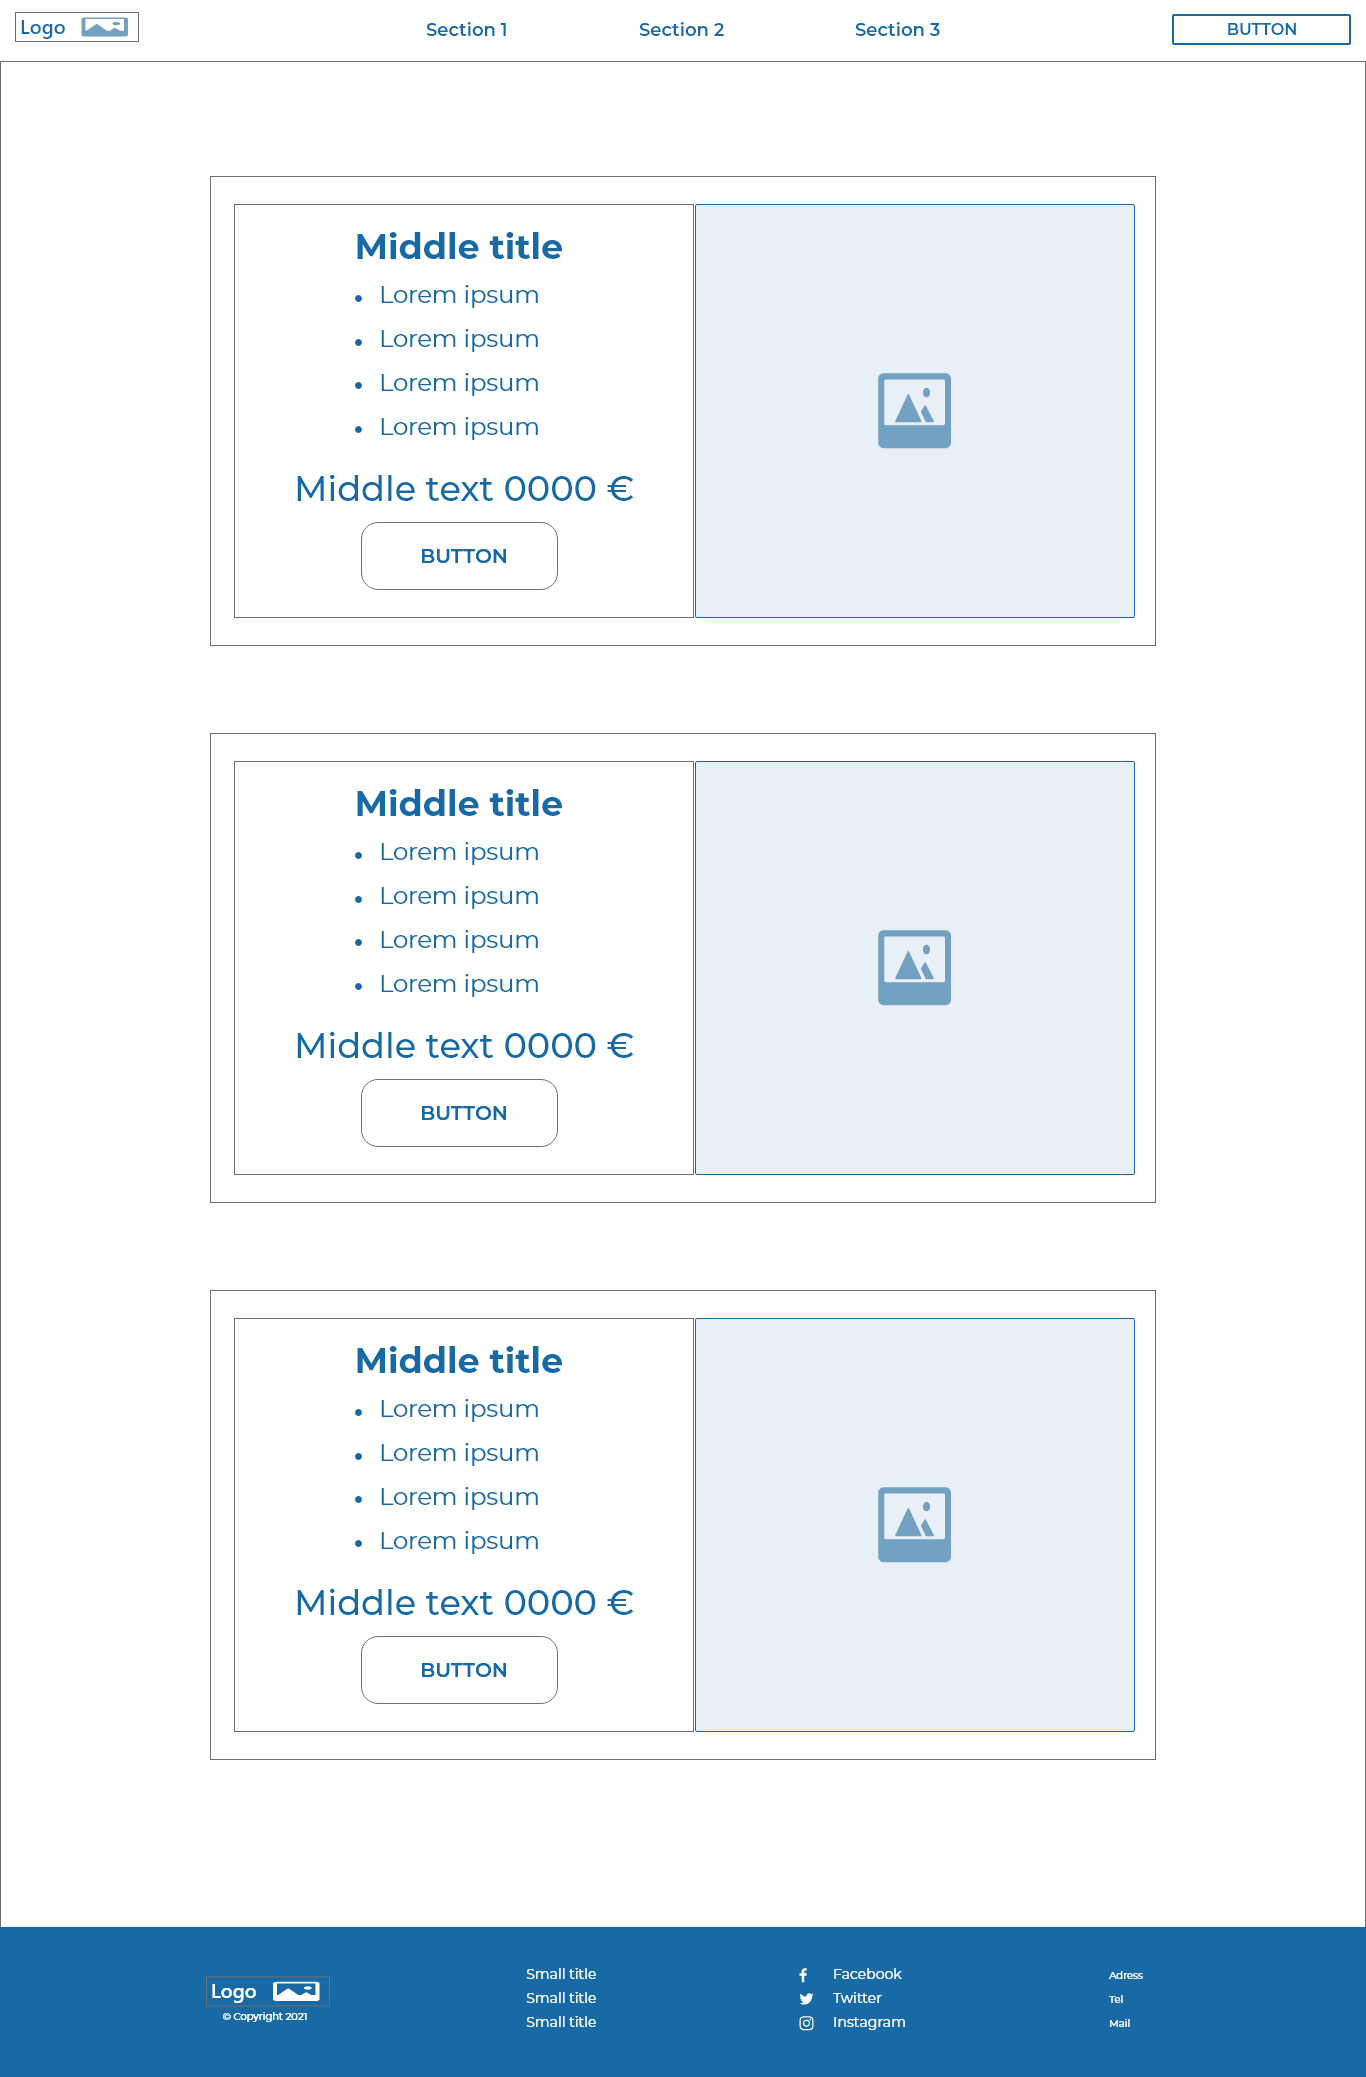 Logo
Section 1
Section 2
Section 3
BUTTON
Middle title
• Lorem ipsum
• Lorem ipsum
• Lorem ipsum
• Lorem ipsum
Middle text 0000 €
BUTTON
Middle title
• Lorem ipsum
• Lorem ipsum
• Lorem ipsum
• Lorem ipsum
Middle text 0000 €
BUTTON
Middle title
• Lorem ipsum
• Lorem ipsum
• Lorem ipsum
• Lorem ipsum
Middle text 0000 €
BUTTON
Logo
© Copyright 2021
Small title
Small title
Small title
Facebook
Twitter
Instagram
Adress
Tel
Mail